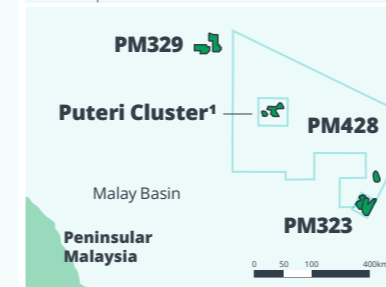 PM329
Puteri Cluster¹
PM428
Malay Basin
PM323
Peninsular
Malaysia
0 50 100 400km